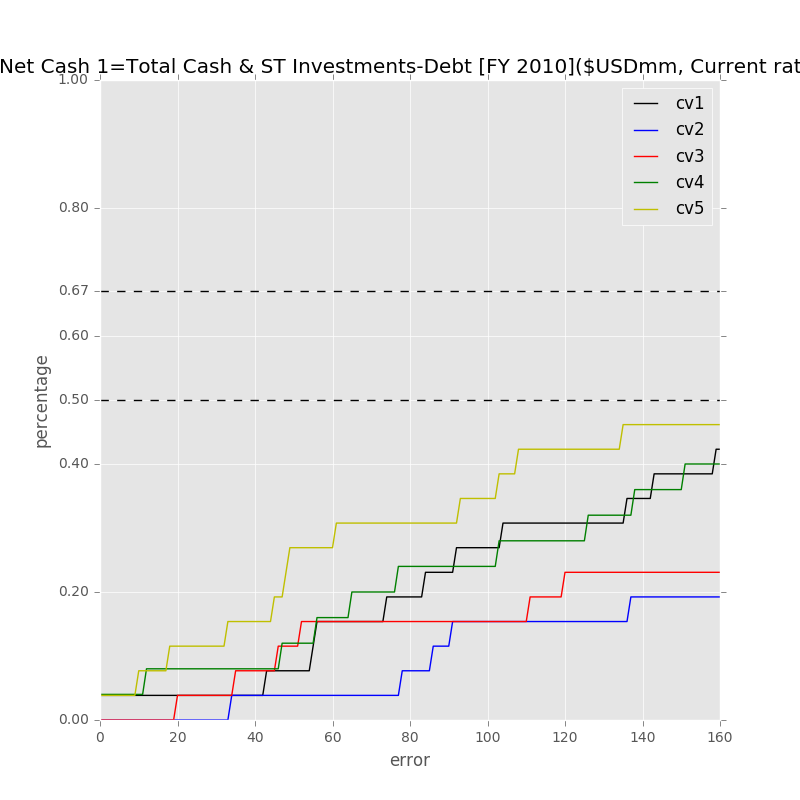 Net Cash 1=Total Cash & ST Investments-Debt [FY 2010]($USDmm, Current rat
1.00
0.80
0.67
0.60
0.50
0.40
0.20
0.00
percentage
cv1
cv2
cv3
cv4
cv5
0 20 40 60 80 100 120 140 160
error